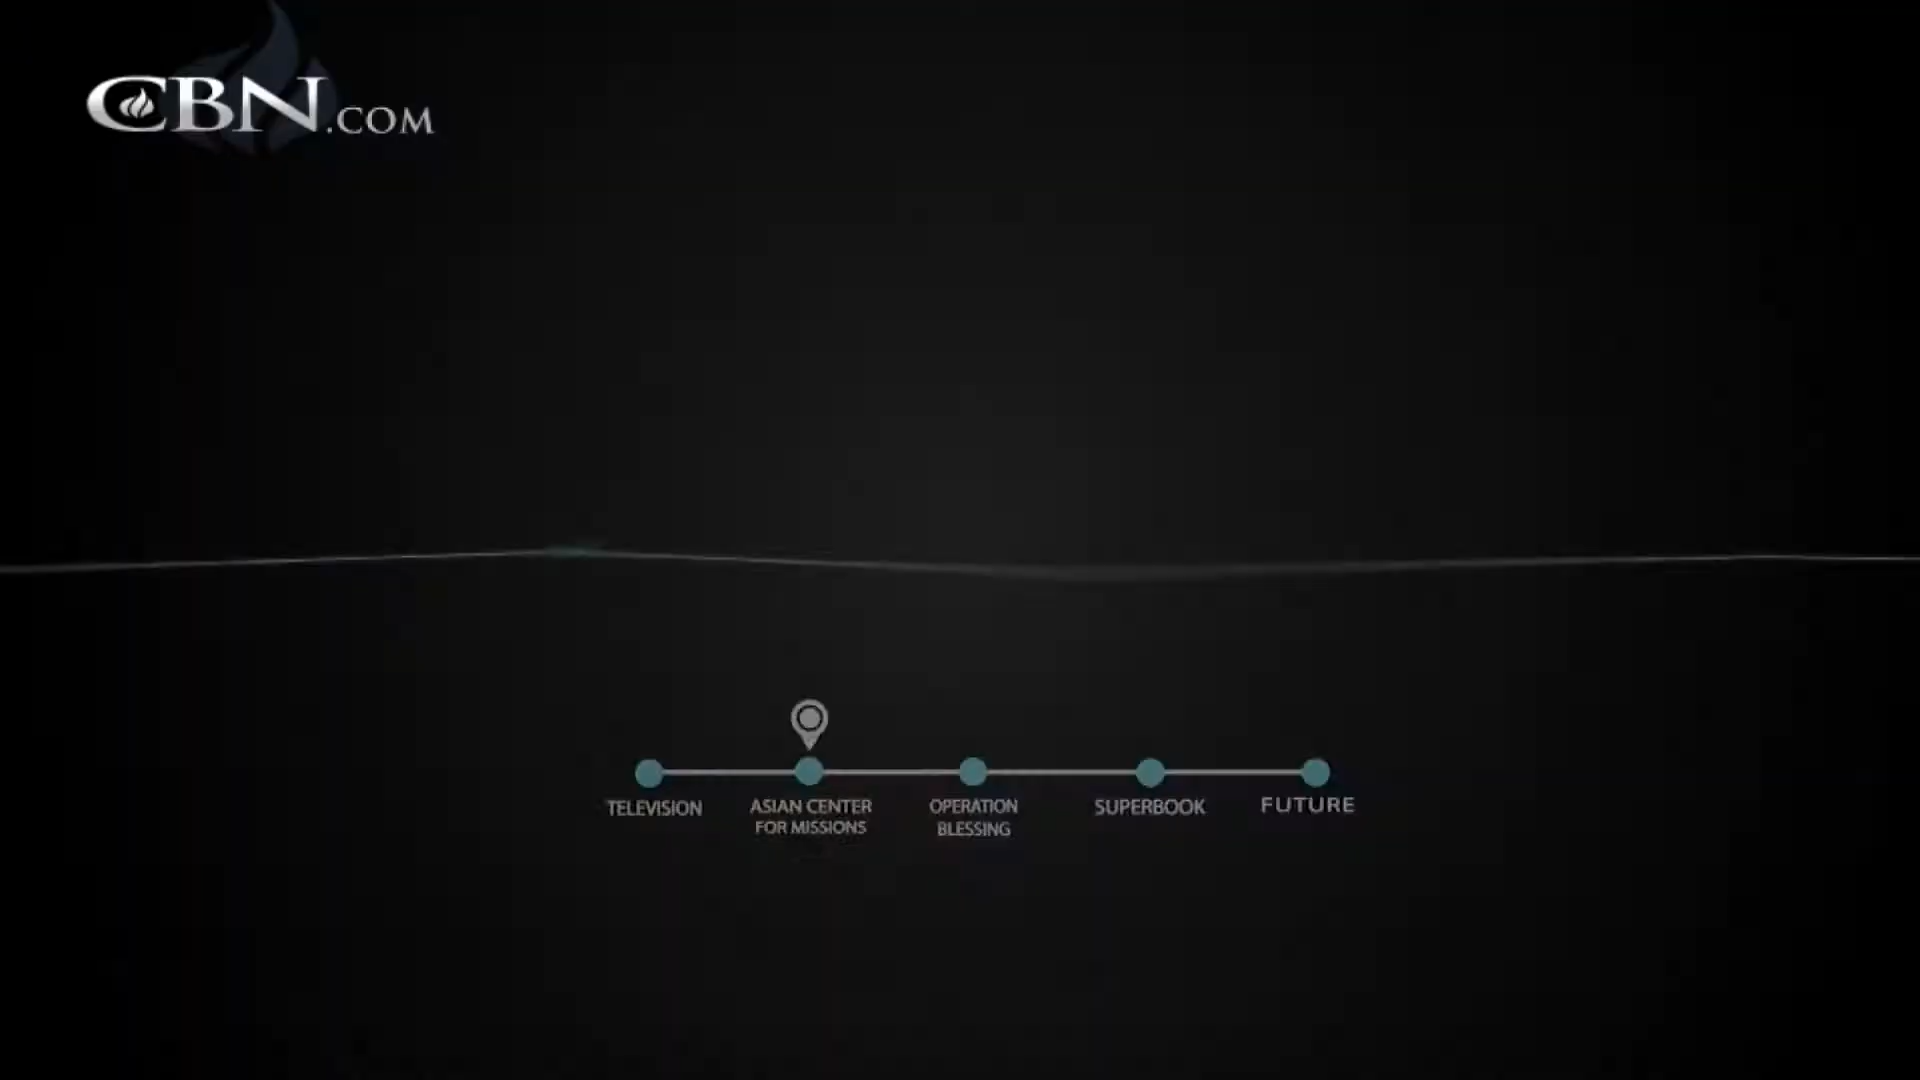 CBN.COM
TELEVISION
ASIAN CENTER
FOR MISSIONS
OPERATION
BLESSING
SUPERBOOK
FUTURE